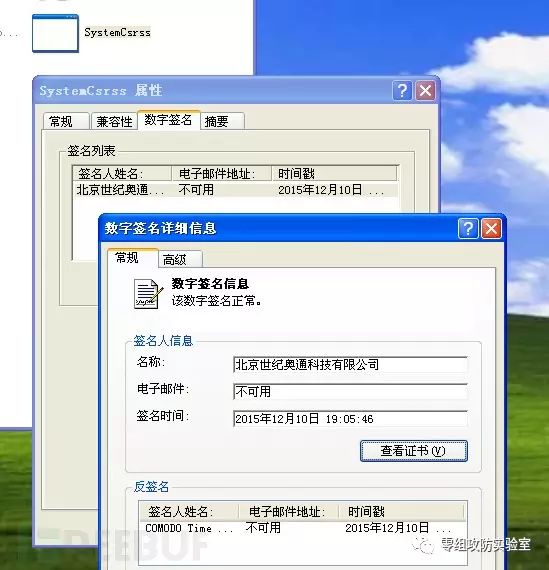 SystemCsrss
SystemCsrss 属性
常规 兼容性 数字签名 摘要
签名列表
签名人姓名: 电子邮件地址: 时间戳
北京世纪奥通... 不可用 2015年12月10日 ...
数字签名详细信息
常规 高级
数字签名信息
该数字签名正常。
签名人信息
名称: 北京世纪奥通科技有限公司
电子邮件: 不可用
签名时间: 2015年12月10日 19:05:46
查看证书(V)
反签名
签名人姓名: 电子邮件地址: 时间戳
COMODO Time ... 不可用 2015年12月10日 ...
REEBUF
零组攻防实验室